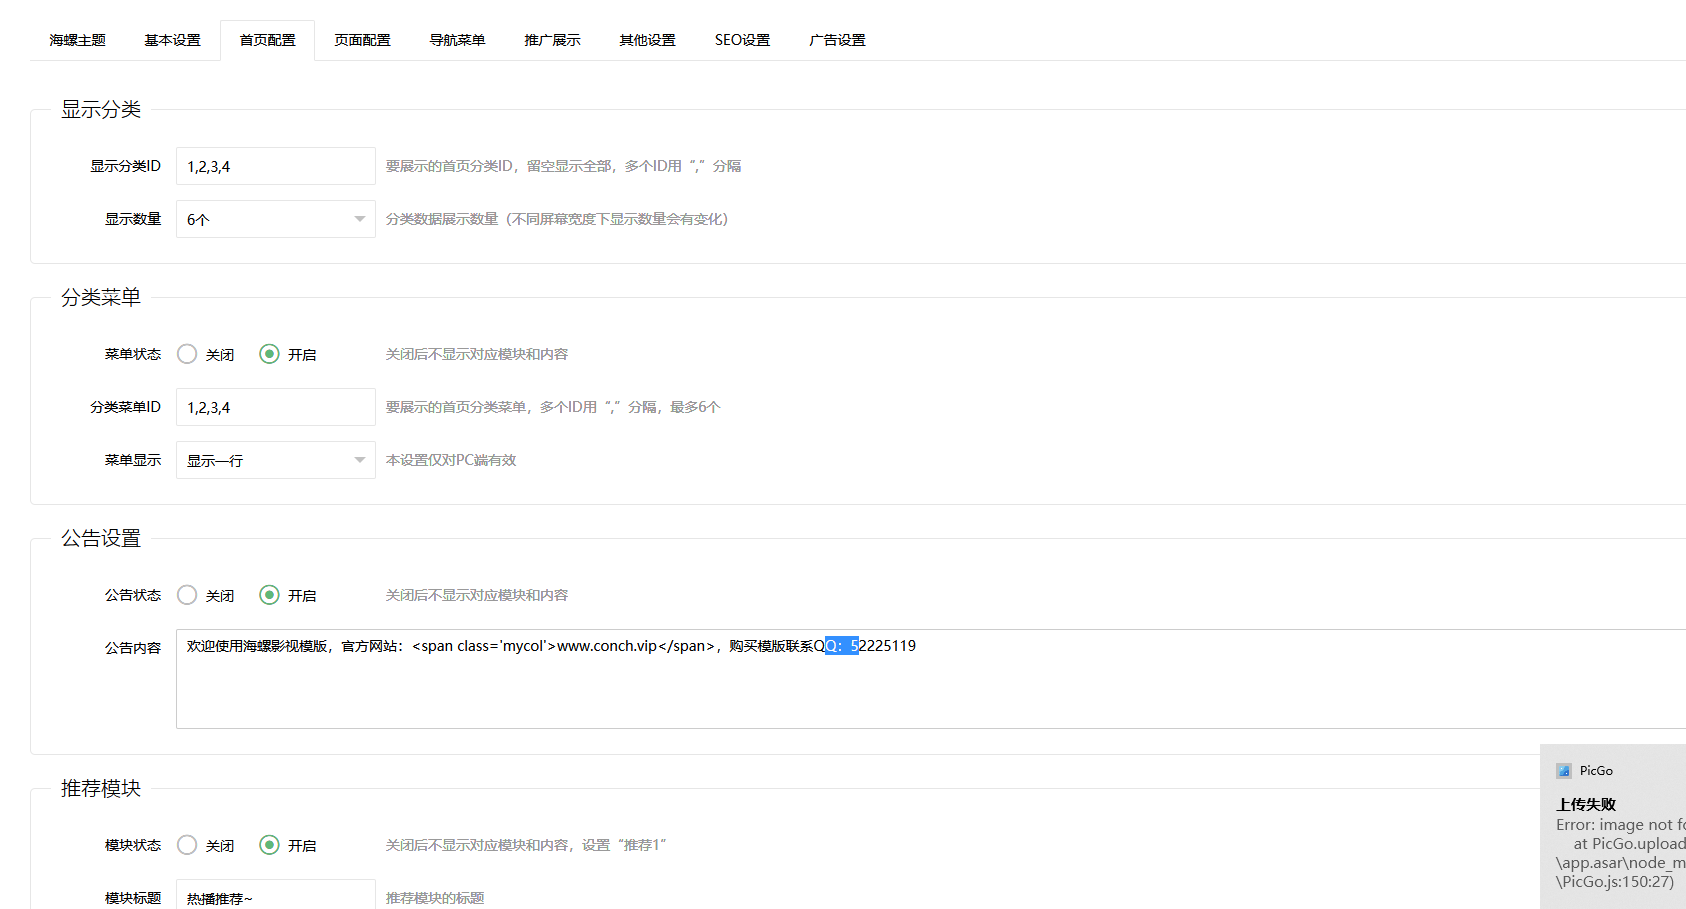 海螺主题 基本设置 首页配置 页面配置 导航菜单 推广展示 其他设置 SEO设置 广告设置
显示分类
显示分类ID 1,2,3,4 要展示的首页分类ID，留空显示全部，多个ID用“,”分隔
显示数量 6个 分类数据展示数量（不同屏幕宽度下显示数量会有变化）
分类菜单
菜单状态 关闭 开启 关闭后不显示对应模块和内容
分类菜单ID 1,2,3,4 要展示的首页分类菜单，多个ID用“,”分隔，最多6个
菜单显示 显示一行 本设置仅对PC端有效
公告设置
公告状态 关闭 开启 关闭后不显示对应模块和内容
公告内容 欢迎使用海螺影视模版，官方网站：<span class='mycol'>www.conch.vip</span>，购买模版联系QQ：52225119
推荐模块
模块状态 关闭 开启 关闭后不显示对应模块和内容，设置“推荐1”
模块标题 热播推荐~ 推荐模块的标题
PicGo
上传失败
Error: image not fo
at PicGo.upload
\app.asar\node_m
\PicGo.js:150:27)